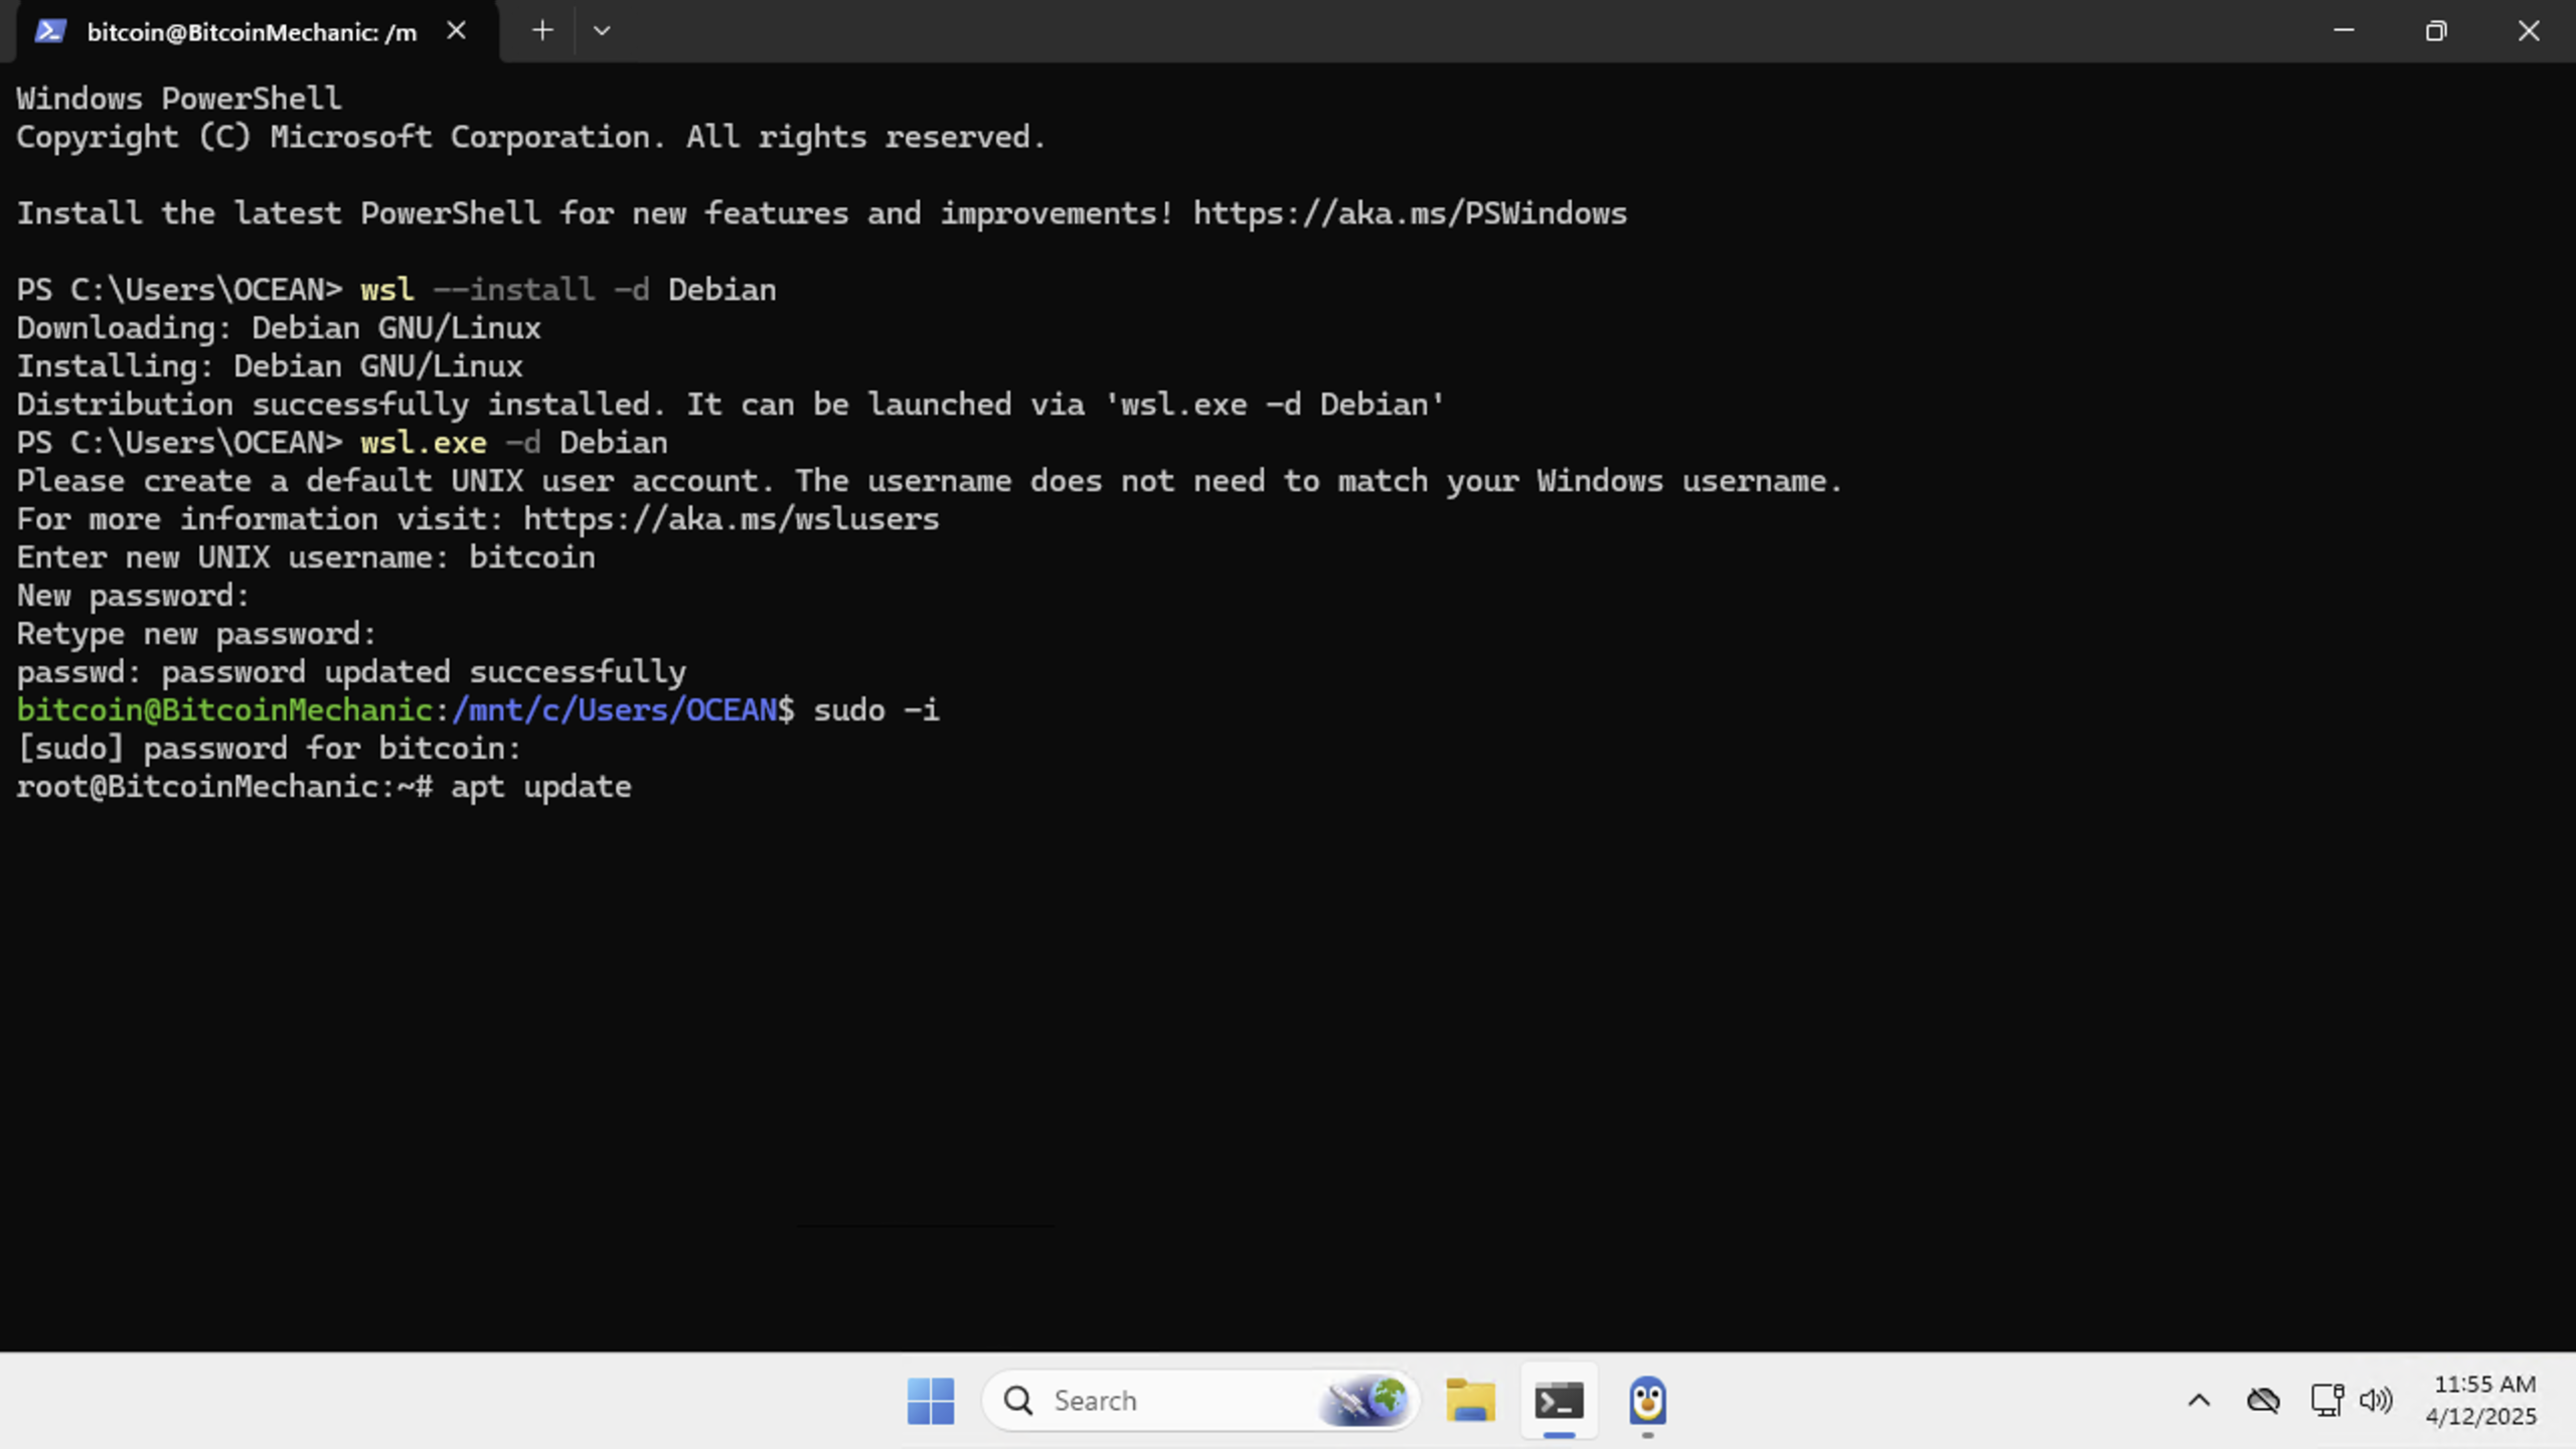 bitcoin@BitcoinMechanic: /m
Windows PowerShell
Copyright (C) Microsoft Corporation. All rights reserved.
Install the latest PowerShell for new features and improvements! https://aka.ms/PSWindows
PS C:\Users\OCEAN> wsl --install -d Debian
Downloading: Debian GNU/Linux
Installing: Debian GNU/Linux
Distribution successfully installed. It can be launched via 'wsl.exe -d Debian'
PS C:\Users\OCEAN> wsl.exe -d Debian
Please create a default UNIX user account. The username does not need to match your Windows username.
For more information visit: https://aka.ms/wslusers
Enter new UNIX username: bitcoin
New password:
Retype new password:
passwd: password updated successfully
bitcoin@BitcoinMechanic:/mnt/c/Users/OCEAN$ sudo -i
[sudo] password for bitcoin:
root@BitcoinMechanic:~# apt update
Search
11:55 AM
4/12/2025